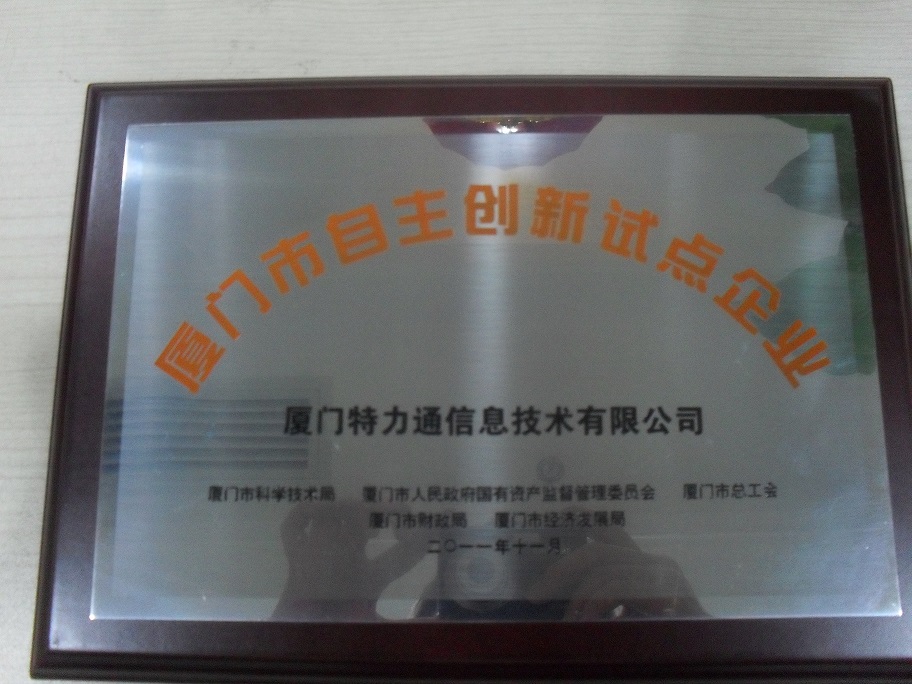 厦门市自主创新试点企业
厦门特力通信息技术有限公司
厦门市科学技术局 厦门市人民政府国有资产监督管理委员会 厦门市总工会
厦门市财政局 厦门市经济发展局
二〇一一年十一月